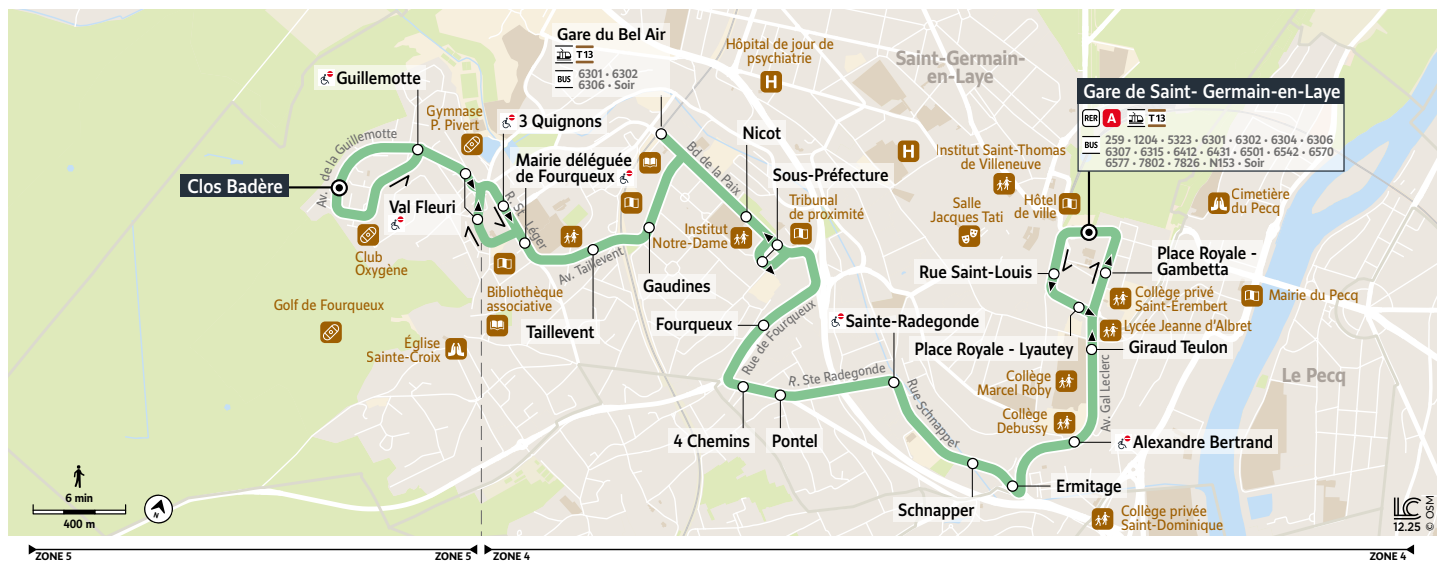 Gare du Bel Air
T13
BUS
6301 • 6302
6306 • Soir
Hôpital de jour de
psychiatrie
H
Saint-Germain-
en-Laye
Gare de Saint- Germain-en-Laye
RER A T13
BUS
259 • 1204 • 5323 • 6301 • 6302 • 6304 • 6306
6307 • 6315 • 6412 • 6431 • 6501 • 6542 • 6570
6577 • 7802 • 7826 • N153 • Soir
Guillemotte
Gymnase
P. Pivert
3 Quignons
Nicot
Av. de la Guillemotte
Mairie déléguée
de Fourqueux
Bd de la Paix
H
Institut Saint-Thomas
de Villeneuve
Sous-Préfecture
Clos Badère
Val Fleuri
R. St Léger
Tribunal
de proximité
Salle
Jacques Tati
Hôtel
de ville
Cimetière
du Pecq
Institut
Notre-Dame
Club
Oxygène
Av. Taillevent
Gaudines
Rue Saint-Louis
Place Royale -
Gambetta
Golf de Fourqueux
Bibliothèque
associative
Taillevent
Collège privé
Saint-Erembert
Mairie du Pecq
Fourqueux
Rue de Fourqueux
Sainte-Radegonde
Lycée Jeanne d'Albret
Église
Sainte-Croix
Place Royale - Lyautey
Giraud Teulon
R. Ste Radegonde
Collège
Marcel Roby
Le Pecq
Rue Schnapper
Av. Gal Leclerc
Collège
Debussy
4 Chemins
Pontel
Alexandre Bertrand
Schnapper
Ermitage
Collège privée
Saint-Dominique
6 min
400 m
N
LC
12.25
© OSM
ZONE 5
ZONE 5
ZONE 4
ZONE 4